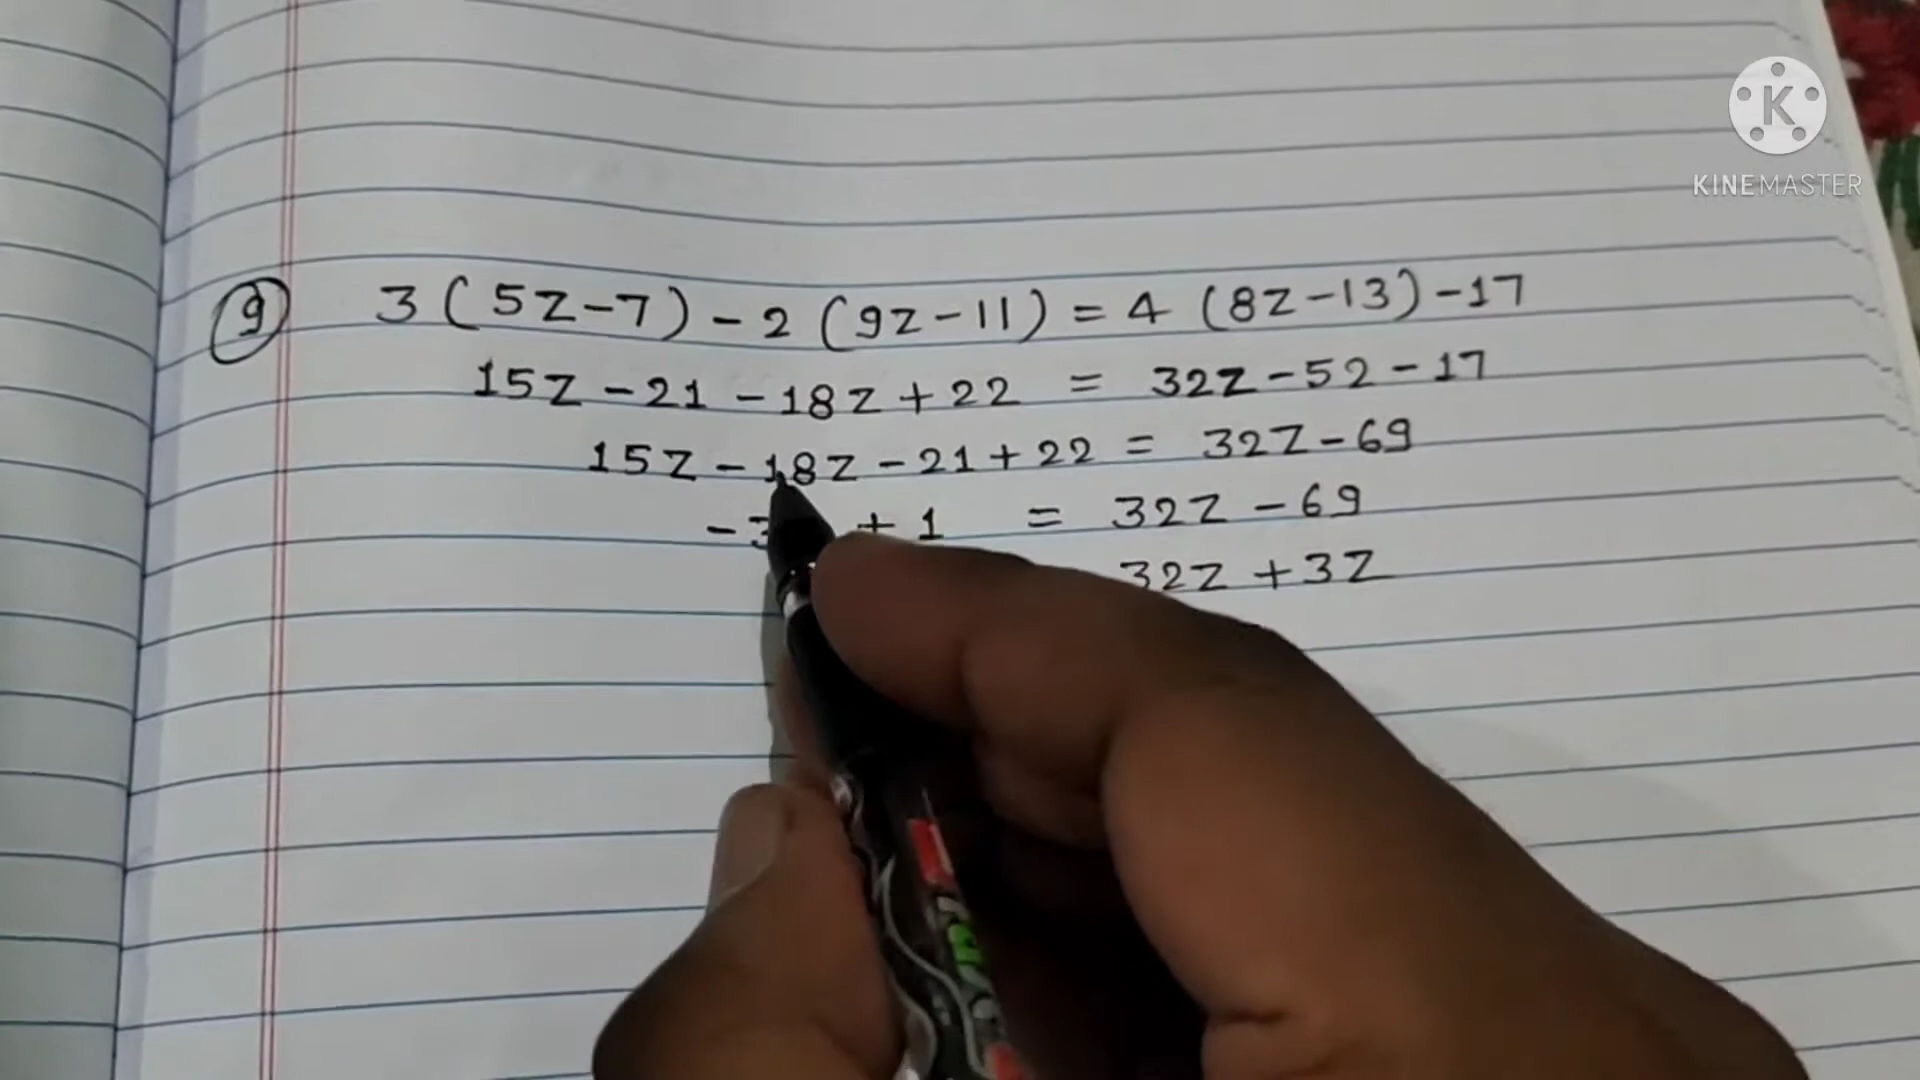 K
KINEMASTER
9 3 ( 5z - 7 ) - 2 ( 9z - 11 ) = 4 ( 8z - 13 ) - 17
15z - 21 - 18z + 22 = 32z - 52 - 17
15z - 18z - 21 + 22 = 32z - 69
- 3 + 1 = 32z - 69
32z + 3z